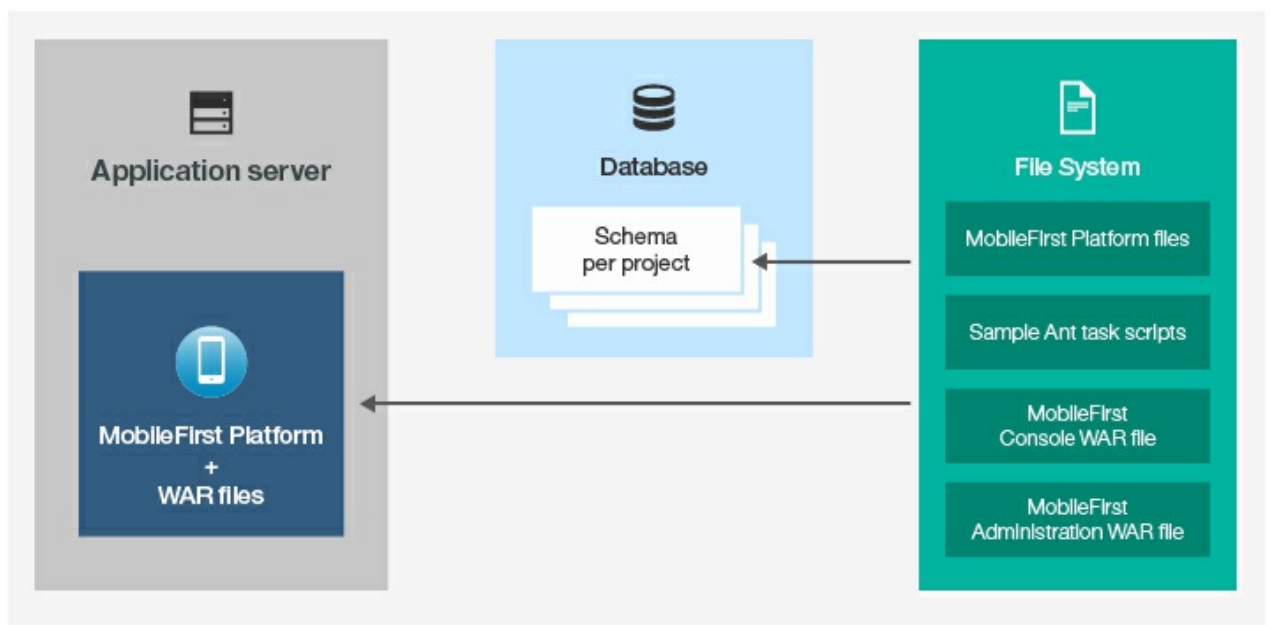 Application server
MobileFirst Platform
+
WAR files
Database
Schema
per project
File System
MobileFirst Platform files
Sample Ant task scripts
MobileFirst
Console WAR file
MobileFirst
Administration WAR file